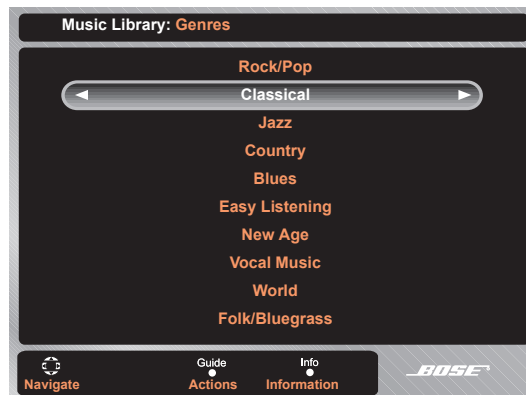 Music Library: Genres
Rock/Pop
Classical
Jazz
Country
Blues
Easy Listening
New Age
Vocal Music
World
Folk/Bluegrass
Guide Info
Navigate Actions Information
BOSE